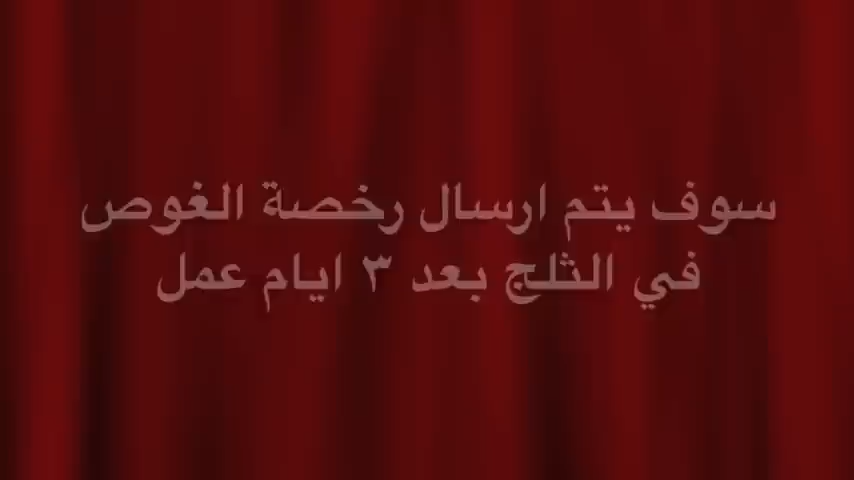 سوف يتم ارسال رخصة الغوص
في الثلج بعد ٣ ايام عمل